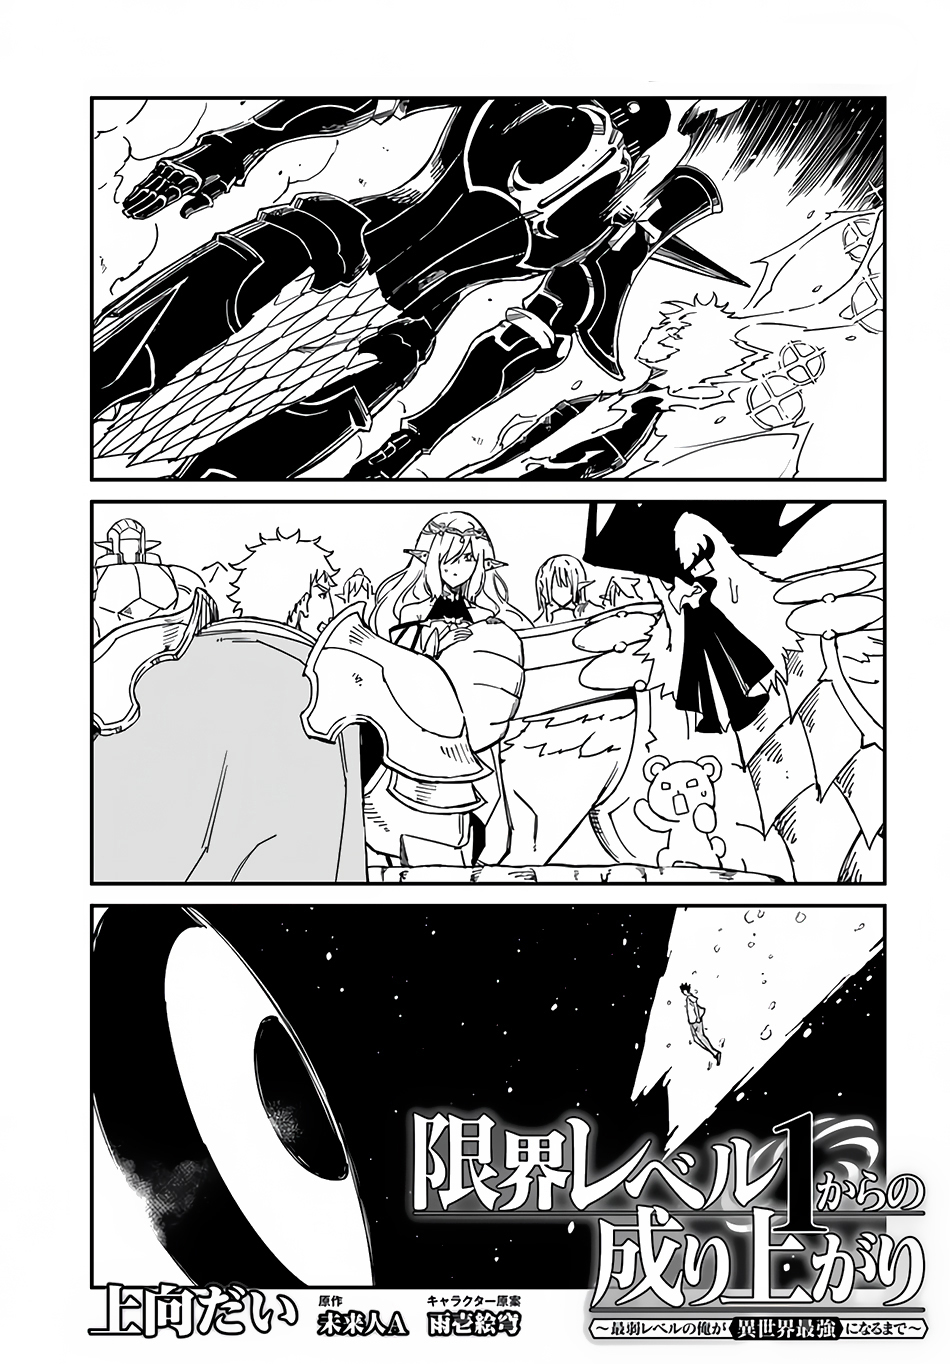 限界レベル1からの
成り上がり
~最弱レベルの俺が異世界最強になるまで~
上向だい
原作
未来人A
キャラクター原案
雨壱絵穹